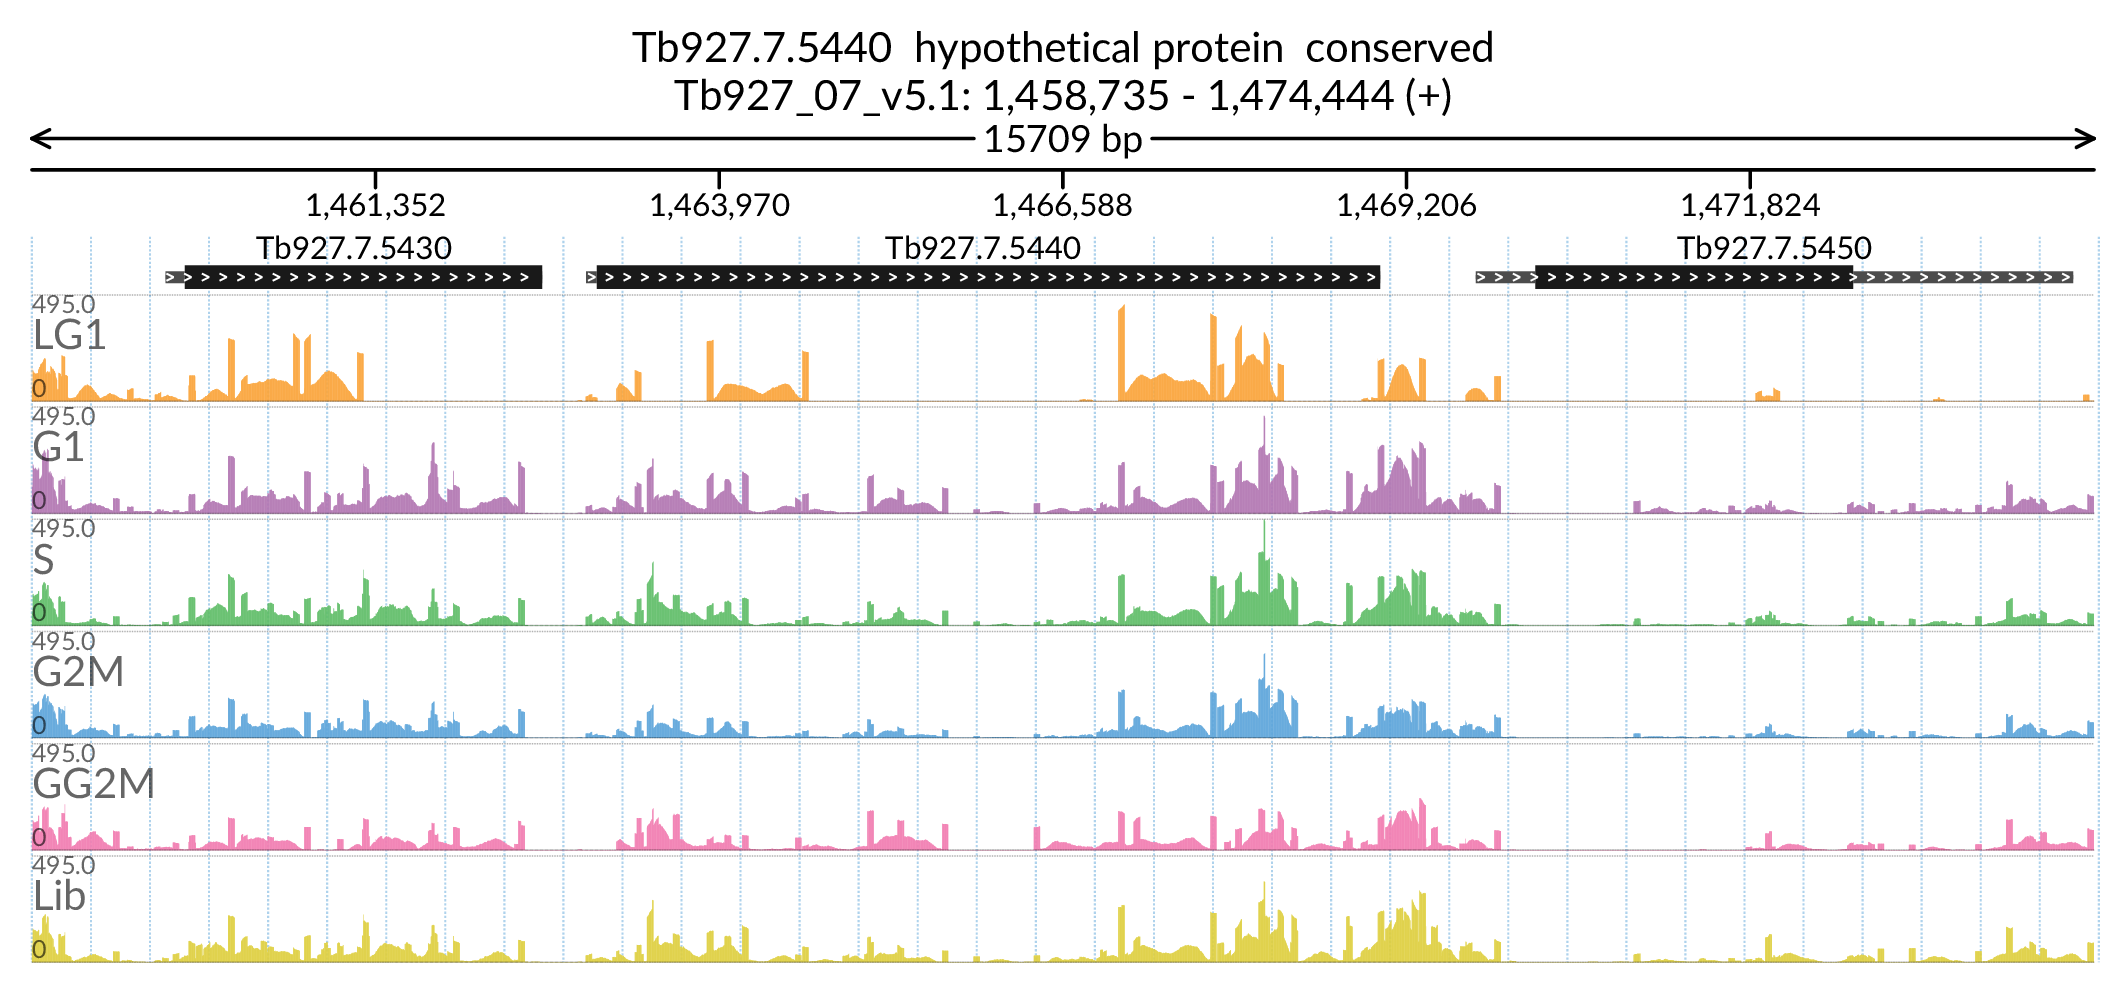 Tb927.7.5440 hypothetical protein conserved
Tb927_07_v5.1: 1,458,735 - 1,474,444 (+)
15709 bp
1,461,352 1,463,970 1,466,588 1,469,206 1,471,824
Tb927.7.5430 Tb927.7.5440 Tb927.7.5450
495.0
LG1
0
495.0
G1
0
495.0
S
0
495.0
G2M
0
495.0
GG2M
0
495.0
Lib
0